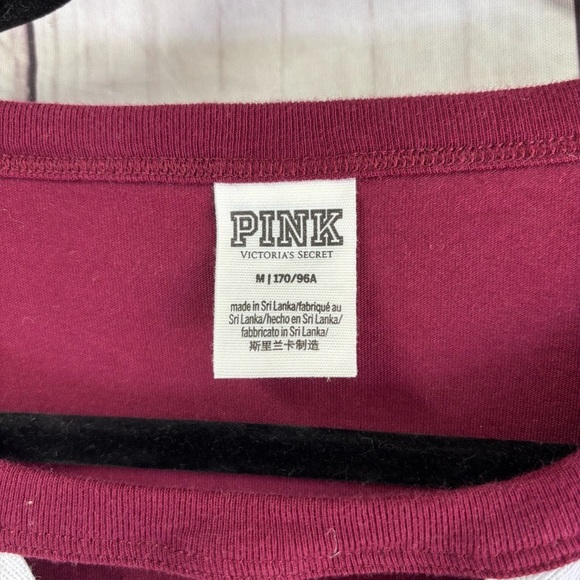 PINK
VICTORIA'S SECRET
M | 170/96A
made in Sri Lanka/fabriqué au
Sri Lanka/hecho en Sri Lanka/
fabbricato in Sri Lanka/
斯里兰卡制造